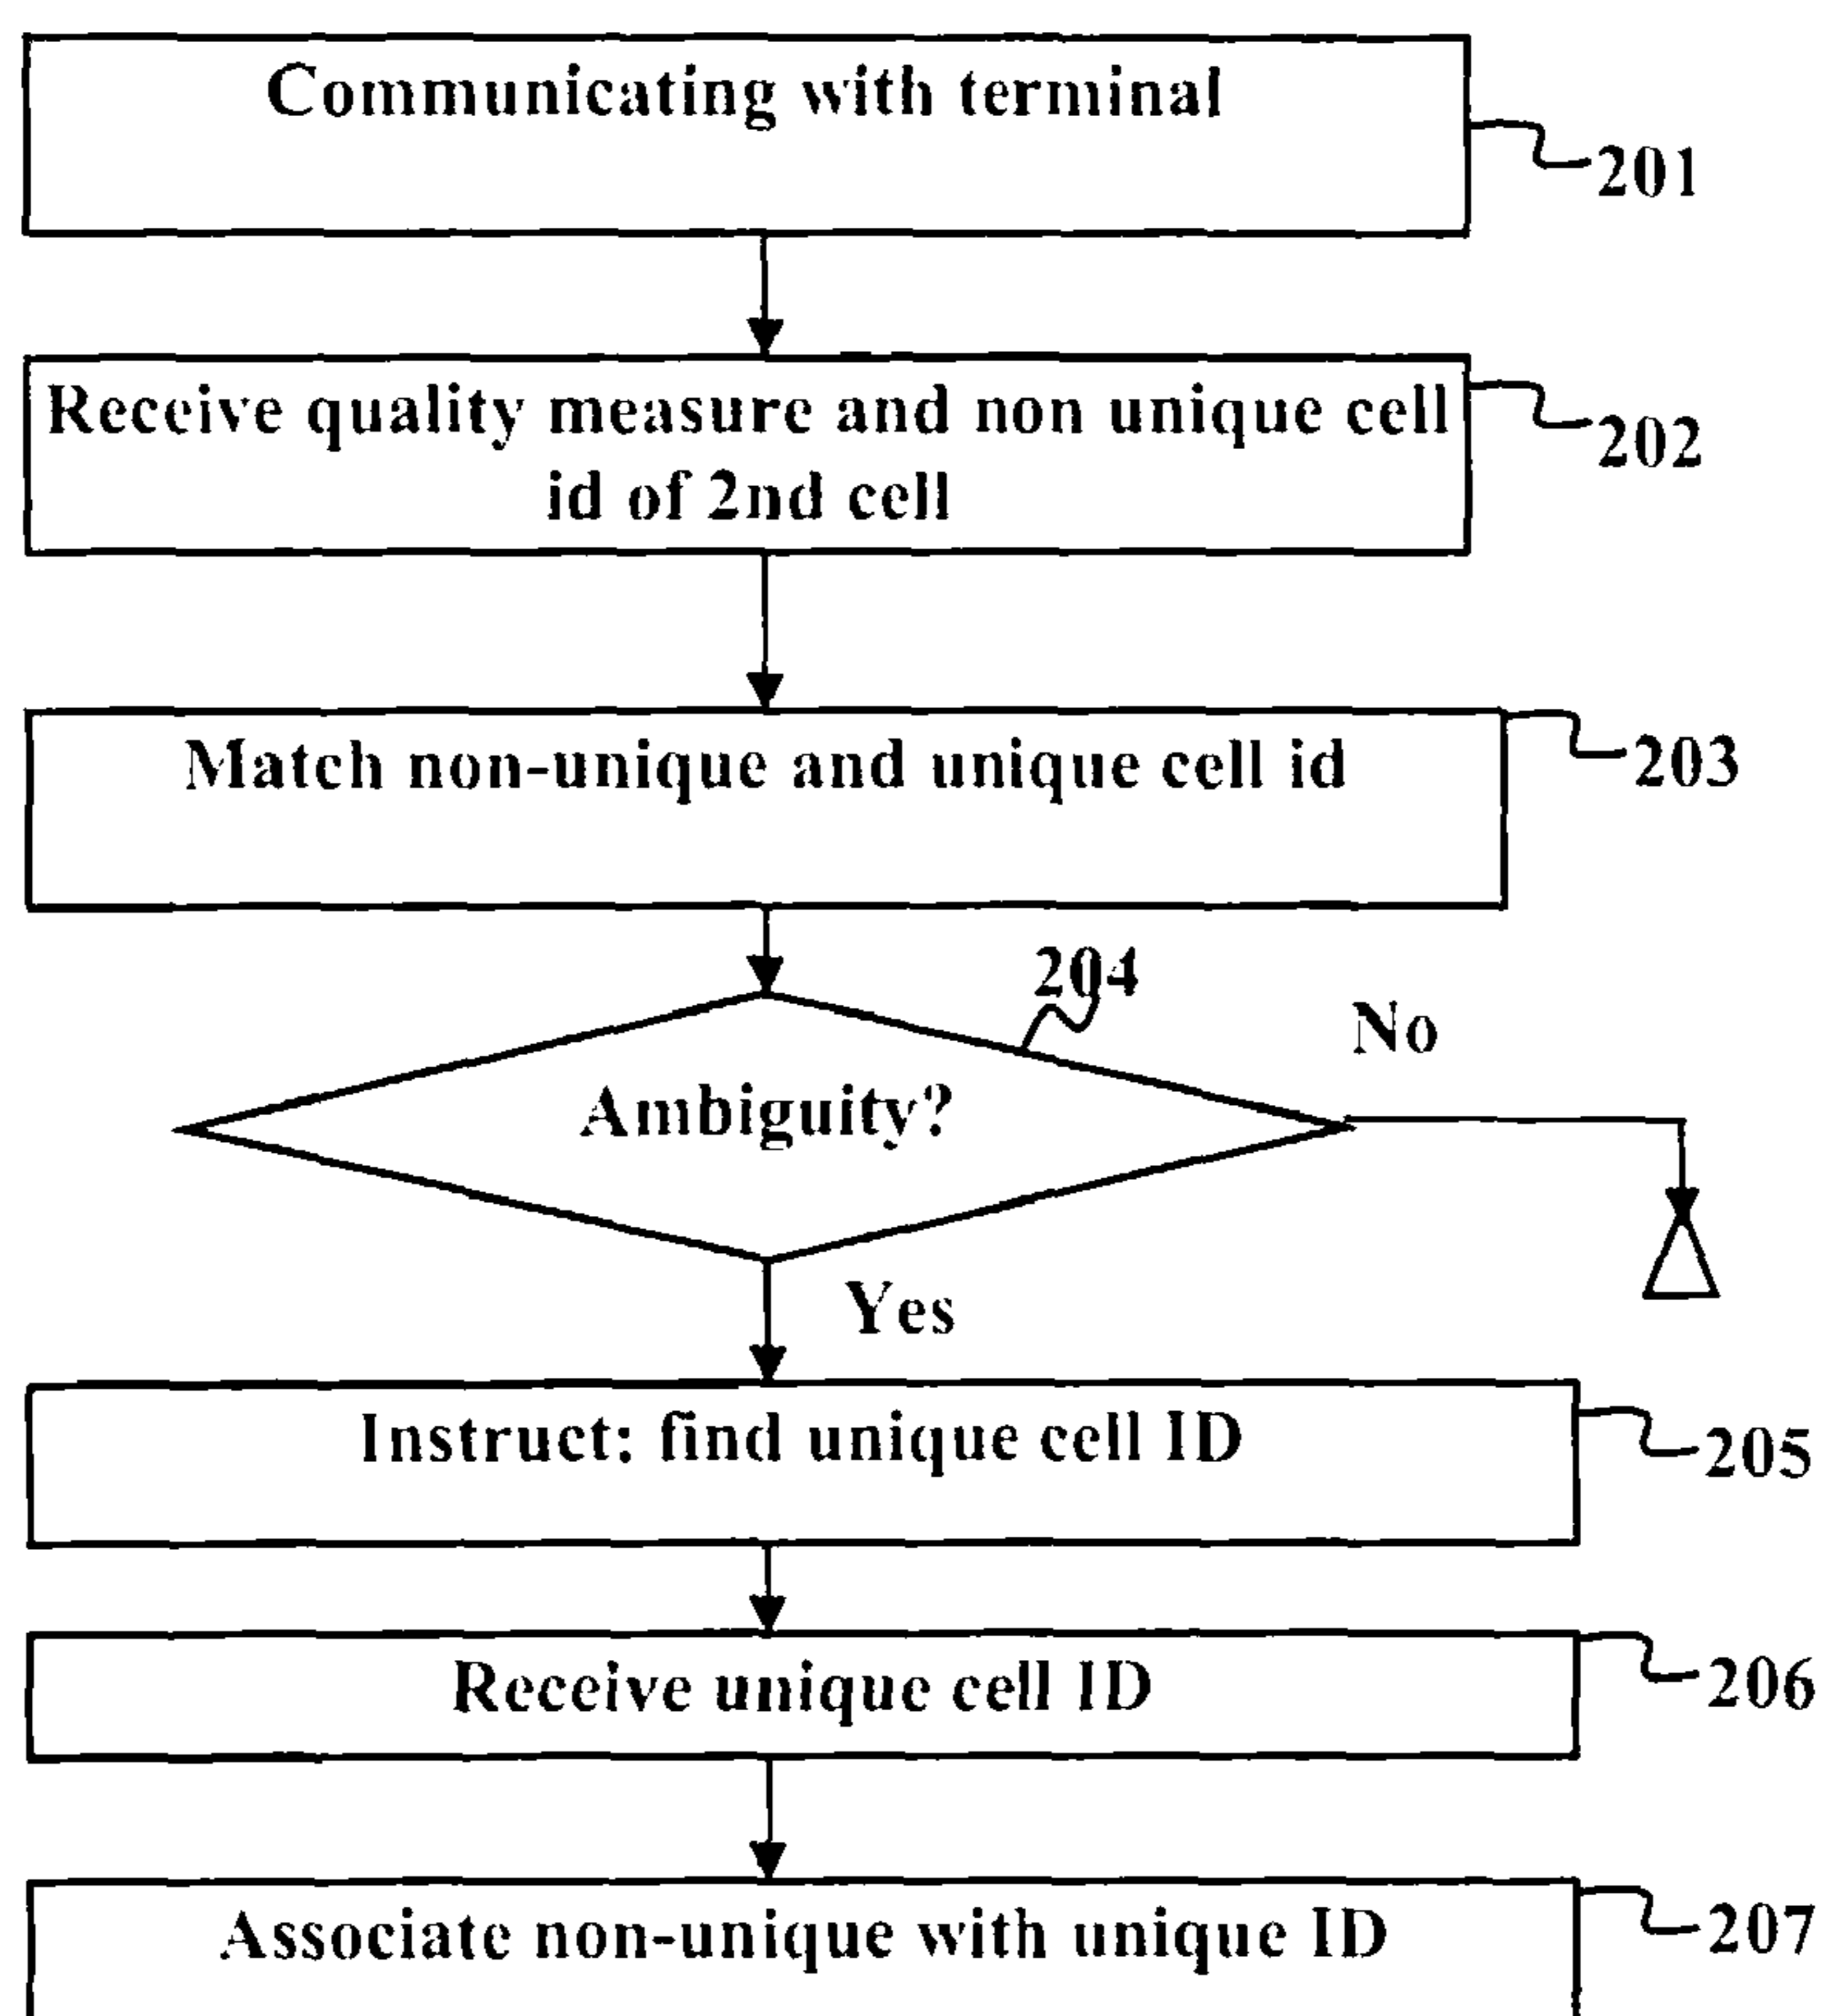 Communicating with terminal
201
Receive quality measure and non unique cell
id of 2nd cell
202
Match non-unique and unique cell id
203
204
No
Ambiguity?
Yes
Instruct: find unique cell ID
205
Receive unique cell ID
206
Associate non-unique with unique ID
207